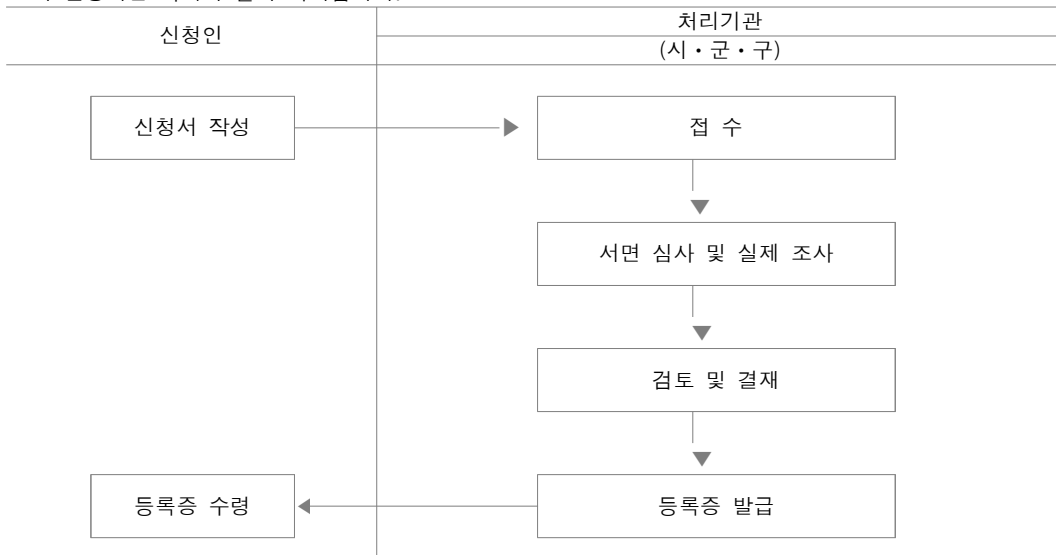 신청인
처리기관
(시・군・구)
신청서 작성
접 수
서면 심사 및 실제 조사
검토 및 결재
등록증 수령
등록증 발급